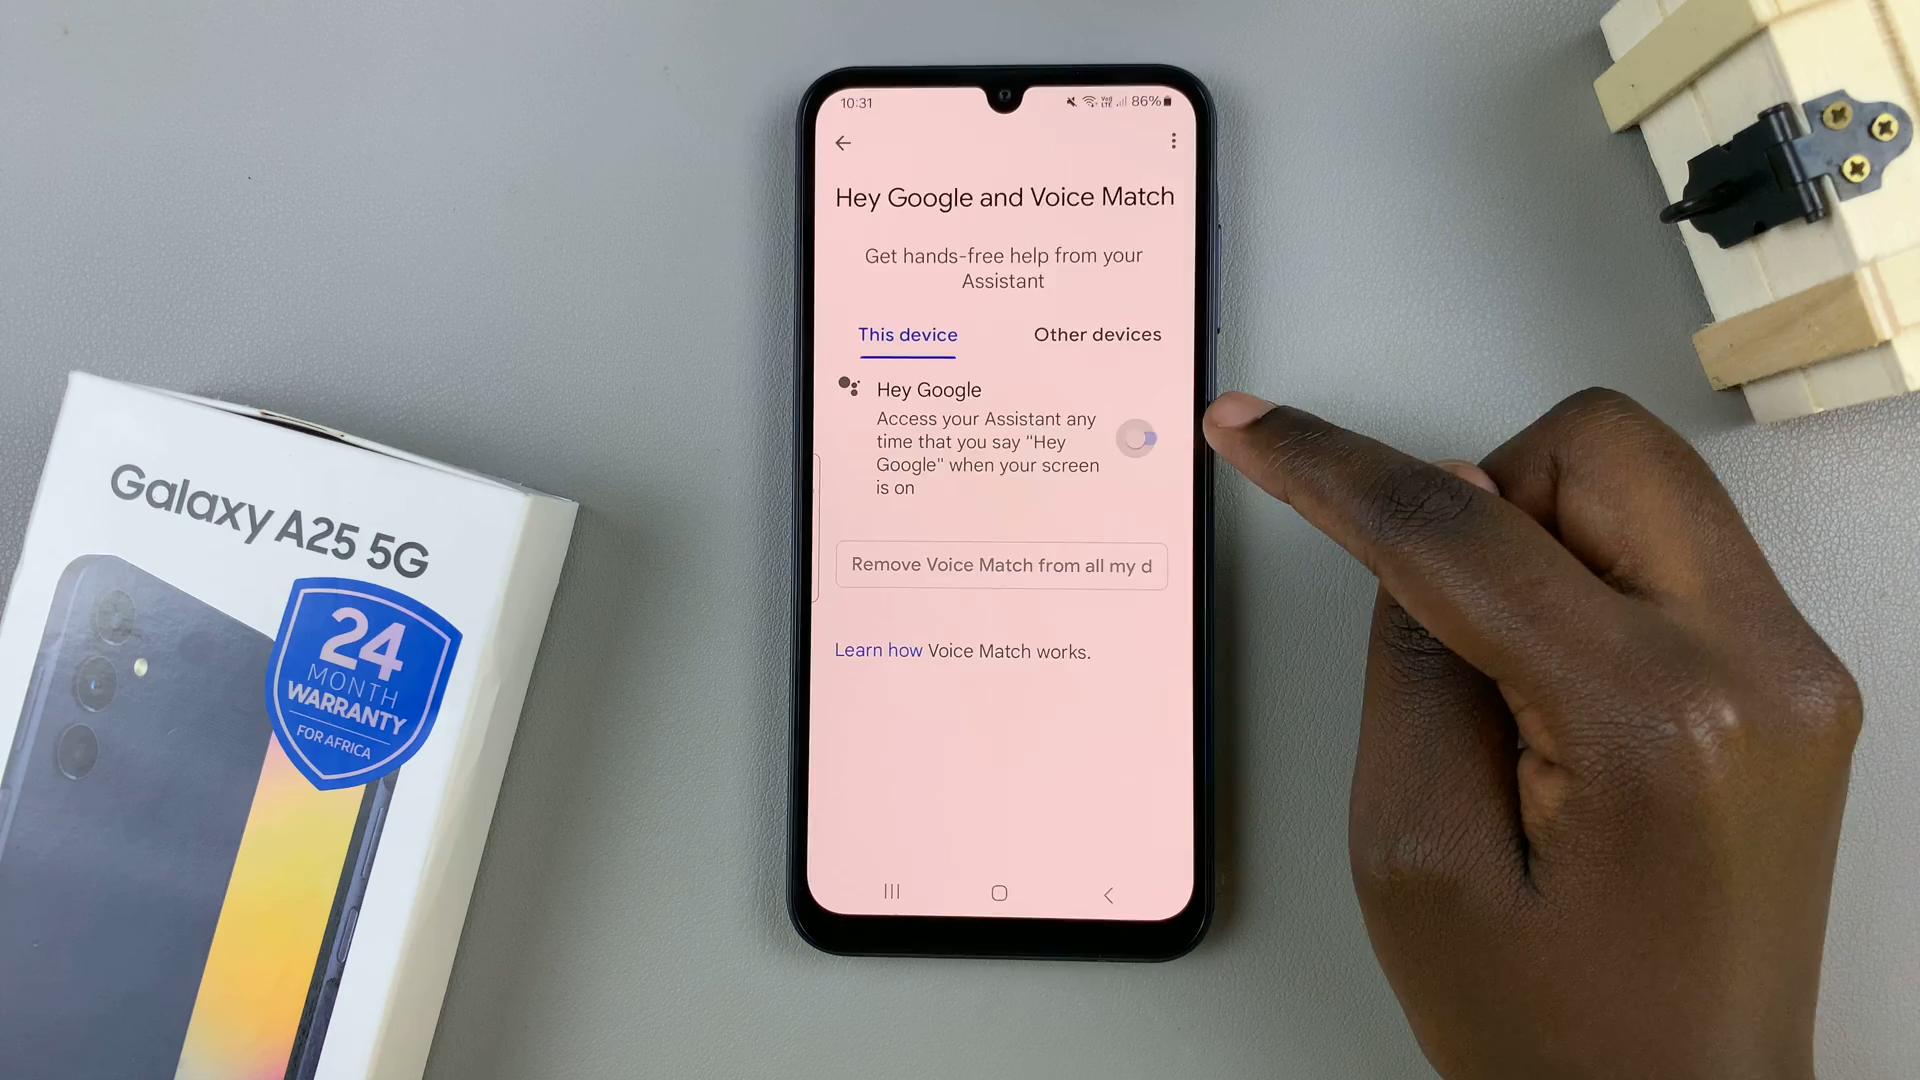 10:31
VoD
LTE
86%
Hey Google and Voice Match
Get hands-free help from your
Assistant
This device
Other devices
Hey Google
Access your Assistant any
time that you say "Hey
Google" when your screen
is on
Remove Voice Match from all my d
Learn how Voice Match works.
Galaxy A25 5G
24
MONTH
WARRANTY
FOR AFRICA